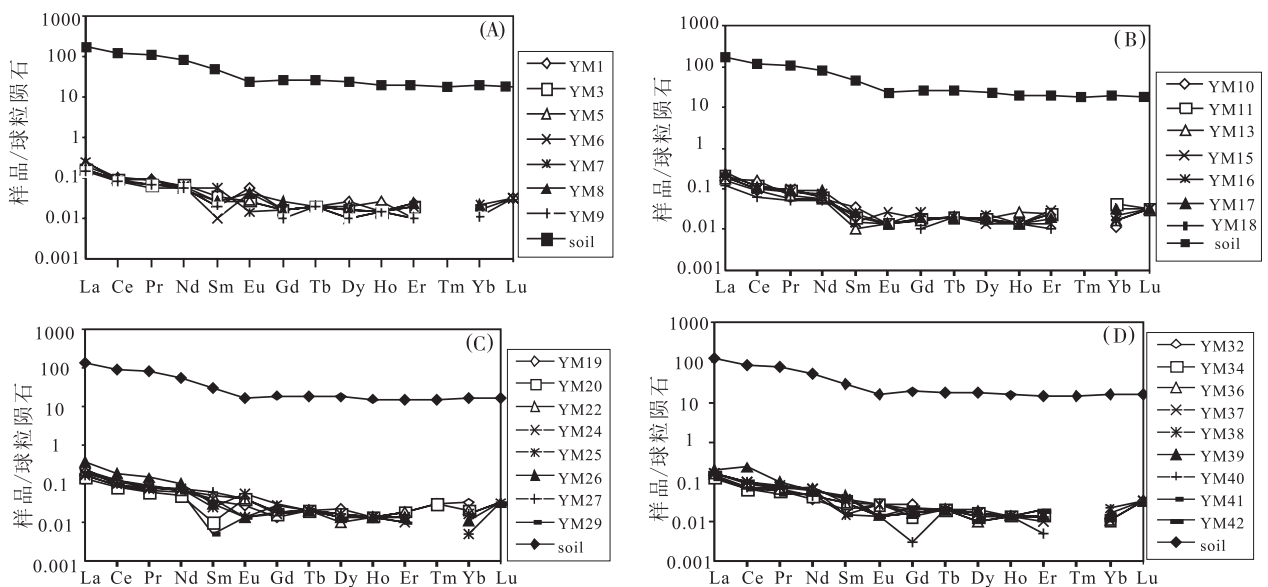 (A)
1000
100
10
1
0.1
0.01
0.001
样品/球粒陨石
La Ce Pr Nd Sm Eu Gd Tb Dy Ho Er Tm Yb Lu
YM1
YM3
YM5
YM6
YM7
YM8
YM9
soil
(B)
1000
100
10
1
0.1
0.01
0.001
样品/球粒陨石
La Ce Pr Nd Sm Eu Gd Tb Dy Ho Er Tm Yb Lu
YM10
YM11
YM13
YM15
YM16
YM17
YM18
soil
(C)
1000
100
10
1
0.1
0.01
0.001
样品/球粒陨石
La Ce Pr Nd Sm Eu Gd Tb Dy Ho Er Tm Yb Lu
YM19
YM20
YM22
YM24
YM25
YM26
YM27
YM29
soil
(D)
1000
100
10
1
0.1
0.01
0.001
样品/球粒陨石
La Ce Pr Nd Sm Eu Gd Tb Dy Ho Er Tm Yb Lu
YM32
YM34
YM36
YM37
YM38
YM39
YM40
YM41
YM42
soil